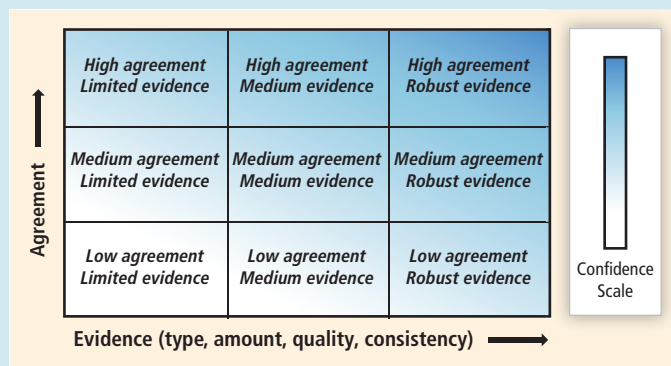 High agreement
Limited evidence
High agreement
Medium evidence
High agreement
Robust evidence
Medium agreement
Limited evidence
Medium agreement
Medium evidence
Medium agreement
Robust evidence
Low agreement
Limited evidence
Low agreement
Medium evidence
Low agreement
Robust evidence
Agreement
Evidence (type, amount, quality, consistency)
Confidence
Scale